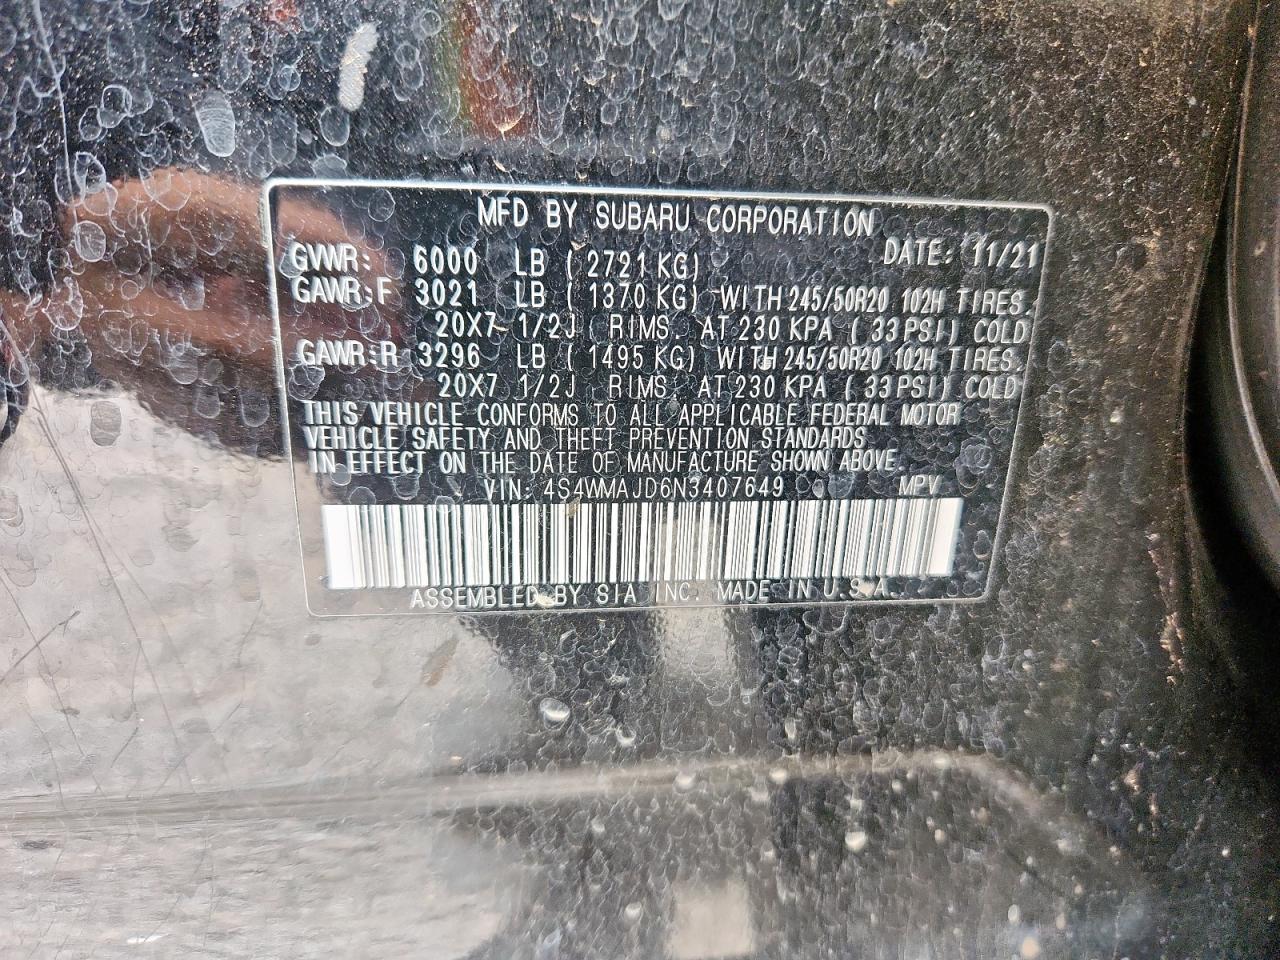 MFD BY SUBARU CORPORATION
DATE: 11/21
GVWR: 6000 LB (2721 KG)
GAWR:F 3021 LB (1370 KG) WITH 245/50R20 102H TIRES.
20X7 1/2J RIMS. AT 230 KPA (33 PSI) COLD
GAWR:R 3296 LB (1495 KG) WITH 245/50R20 102H TIRES.
20X7 1/2J RIMS. AT 230 KPA (33 PSI) COLD
THIS VEHICLE CONFORMS TO ALL APPLICABLE FEDERAL MOTOR
VEHICLE SAFETY AND THEFT PREVENTION STANDARDS
IN EFFECT ON THE DATE OF MANUFACTURE SHOWN ABOVE.
VIN: 4S4WMAJD6N3407649 MPV
ASSEMBLED BY SIA INC. MADE IN U.S.A.